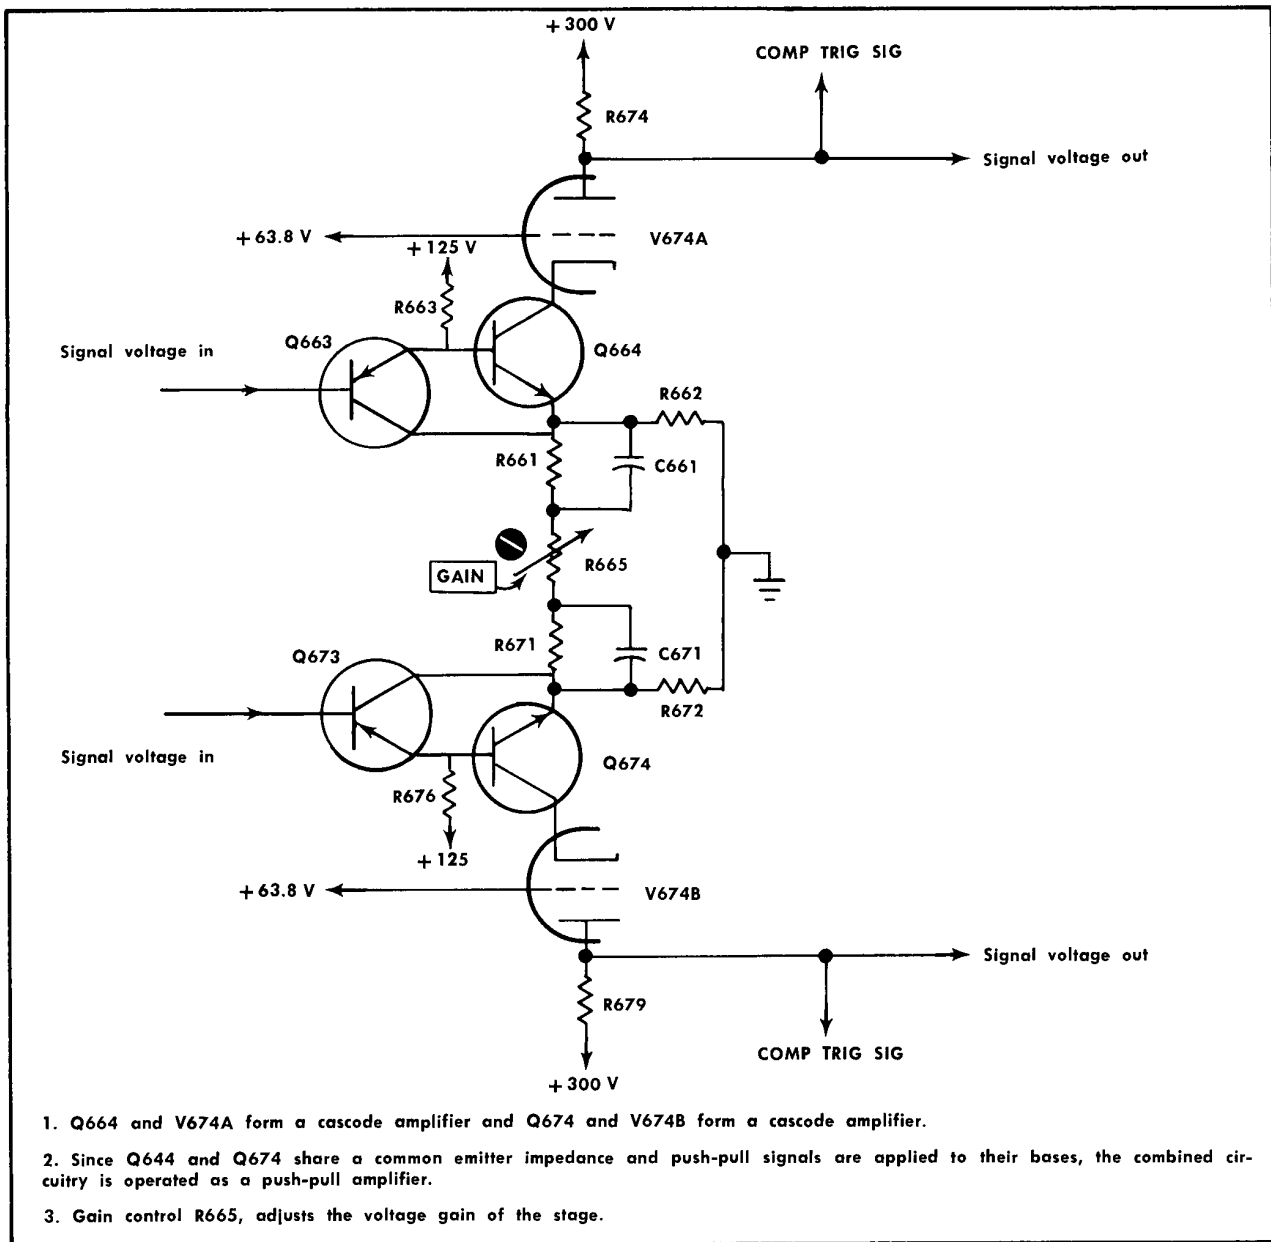 + 300 V
COMP TRIG SIG
R674
Signal voltage out
+ 63.8 V
+ 125 V
V674A
R663
Signal voltage in
Q663
Q664
R662
R661
C661
R665
GAIN
R671
C671
Q673
R672
Signal voltage in
Q674
R676
+ 125
+ 63.8 V
V674B
Signal voltage out
R679
COMP TRIG SIG
+ 300 V
1. Q664 and V674A form a cascode amplifier and Q674 and V674B form a cascode amplifier.
2. Since Q644 and Q674 share a common emitter impedance and push-pull signals are applied to their bases, the combined cir-
cuitry is operated as a push-pull amplifier.
3. Gain control R665, adjusts the voltage gain of the stage.